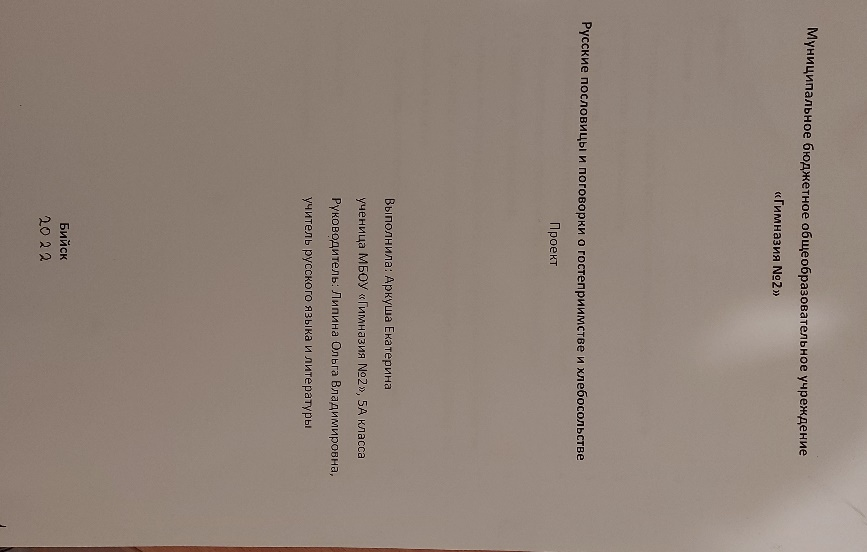 Муниципальное бюджетное общеобразовательное учреждение
«Гимназия №2»
Русские пословицы и поговорки о гостеприимстве и хлебосольстве
Проект
Выполнила: Аркуша Екатерина
ученица МБОУ «Гимназия №2», 5А класса
Руководитель: Липина Ольга Владимировна,
учитель русского языка и литературы
Бийск
2022